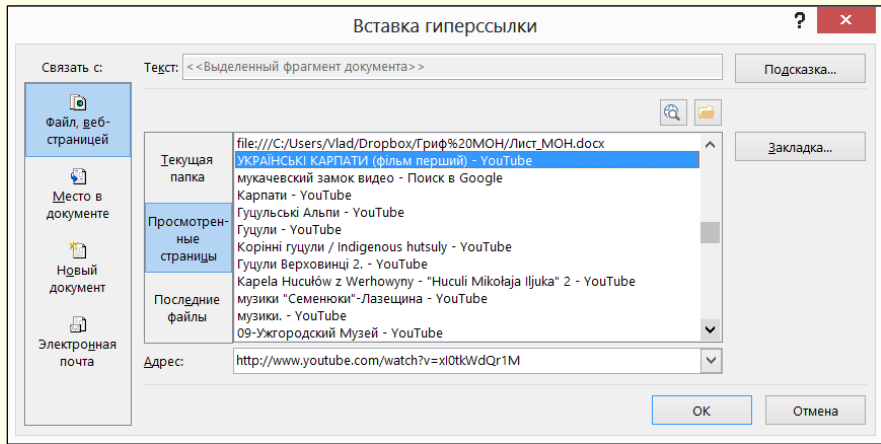 Вставка гиперссылки
?
×
Связать с:
Текст:
<<Выделенный фрагмент документа>>
Подсказка...
Файл, веб-
страницей
Место в
документе
Новый
документ
Электронная
почта
Текущая
папка
Просмотрен-
ные
страницы
Последние
файлы
file:///C:/Users/Vlad/Dropbox/Гриф%20МОН/Лист_МОН.docx
УКРАЇНСЬКІ КАРПАТИ (фільм перший) - YouTube
мукачевский замок видео - Поиск в Google
Карпати - YouTube
Гуцульські Альпи - YouTube
Гуцули - YouTube
Корінні гуцули / Indigenous hutsuly - YouTube
Гуцули Верховинці 2. - YouTube
Kapela Hucułów z Werhowyny - "Huculi Mikołaja Iljuka" 2 - YouTube
музики "Семенюки"-Лазещина - YouTube
музики. - YouTube
09-Ужгородский Музей - YouTube
Закладка...
Адрес:
http://www.youtube.com/watch?v=xI0tkWdQr1M
ОК
Отмена